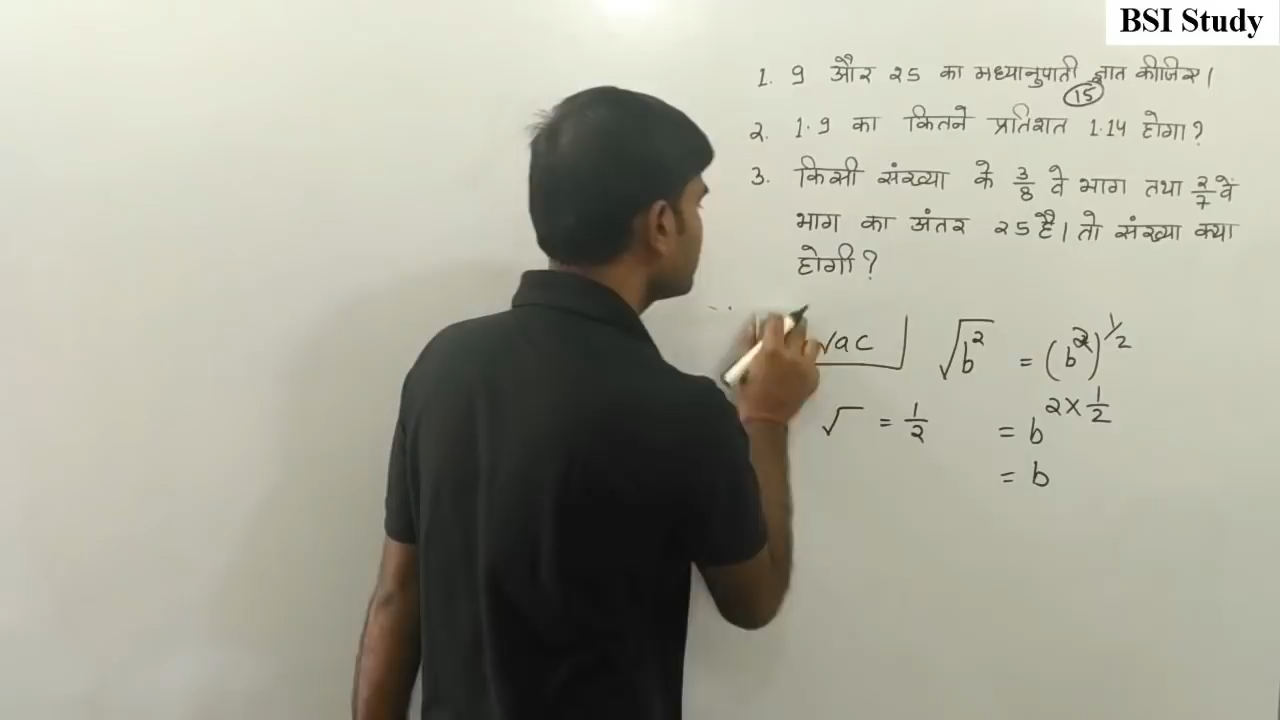 BSI Study
1. 9 और 25 का मध्यानुपाती ज्ञात कीजिए।
15
2. 1.9 का कितने प्रतिशत 1.14 होगा?
3. किसी संख्या के 3/8 वे भाग तथा 2/7 वें
भाग का अंतर 25 है। तो संख्या क्या
होगी?
√ac √b² = (b²)^1/2
√ = 1/2 = b^2×1/2
= b